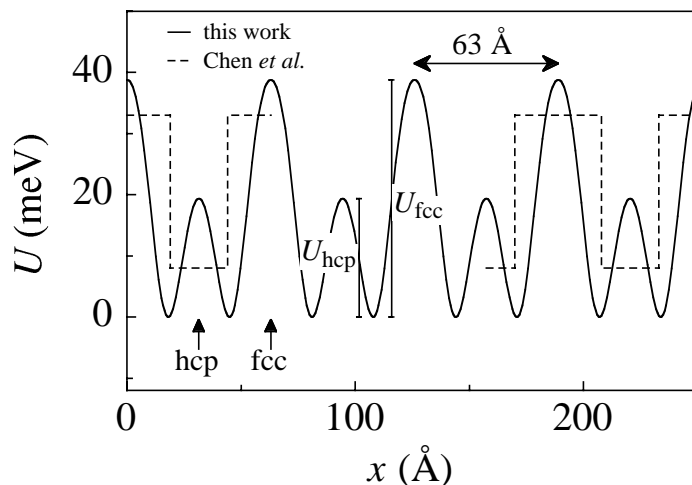 this work
Chen et al.
63 Å
40
20
0
U (meV)
U_hcp
U_fcc
hcp
fcc
0
100
200
x (Å)